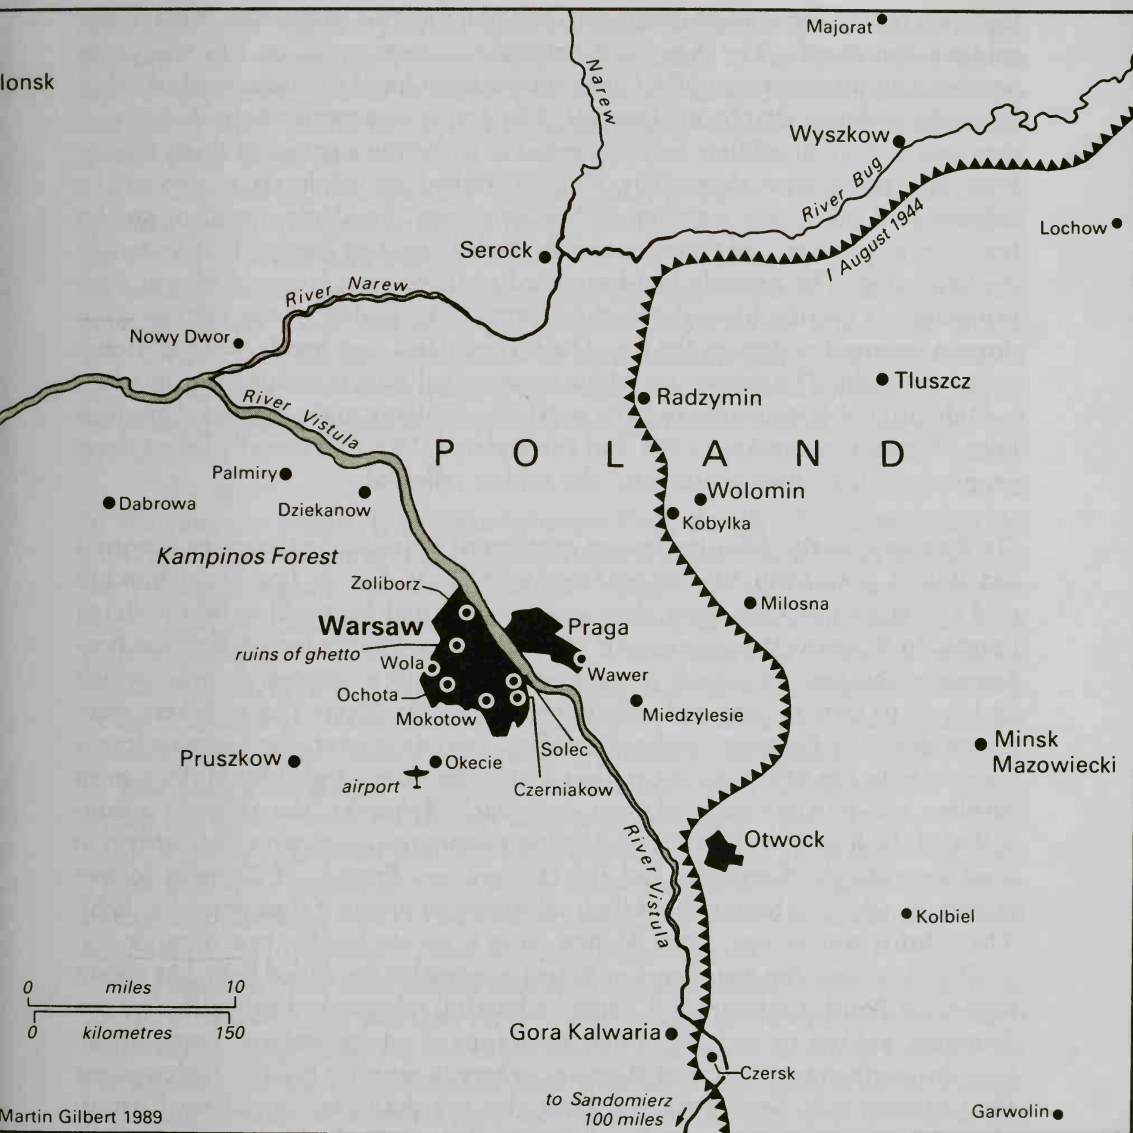 Majorat
lonsk
Narew
Wyszkow
River Bug
Lochow
1 August 1944
Serock
River Narew
Nowy Dwor
Tluszcz
River Vistula
Radzymin
POLAND
Palmiry
Wolomin
Dabrowa
Dziekanow
Kobylka
Kampinos Forest
Zoliborz
Milosna
Warsaw
Praga
ruins of ghetto
Wola
Wawer
Ochota
Mokotow
Miedzylesie
Solec
Minsk
Mazowiecki
Pruszkow
Okecie
airport
Czerniakow
River Vistula
Otwock
Kolbiel
0 miles 10
0 kilometres 150
Gora Kalwaria
Czersk
to Sandomierz
100 miles
Garwolin
Martin Gilbert 1989